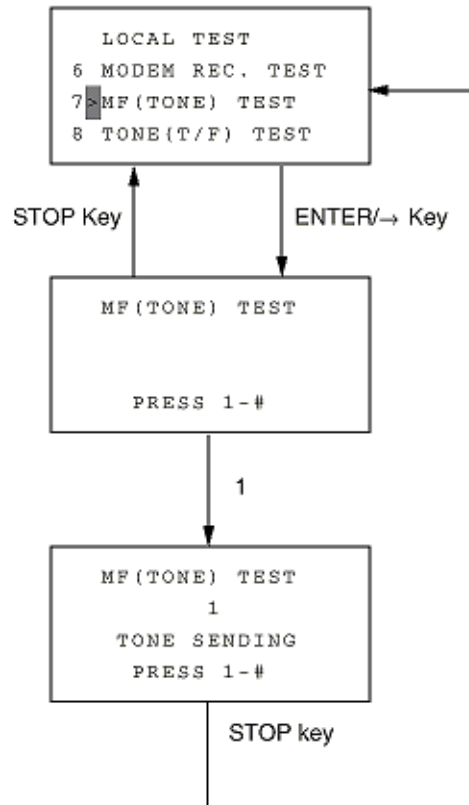 LOCAL TEST
6 MODEM REC. TEST
7>MF(TONE) TEST
8 TONE(T/F) TEST
STOP Key
ENTER/→ Key
MF(TONE) TEST
PRESS 1-#
1
MF(TONE) TEST
1
TONE SENDING
PRESS 1-#
STOP key